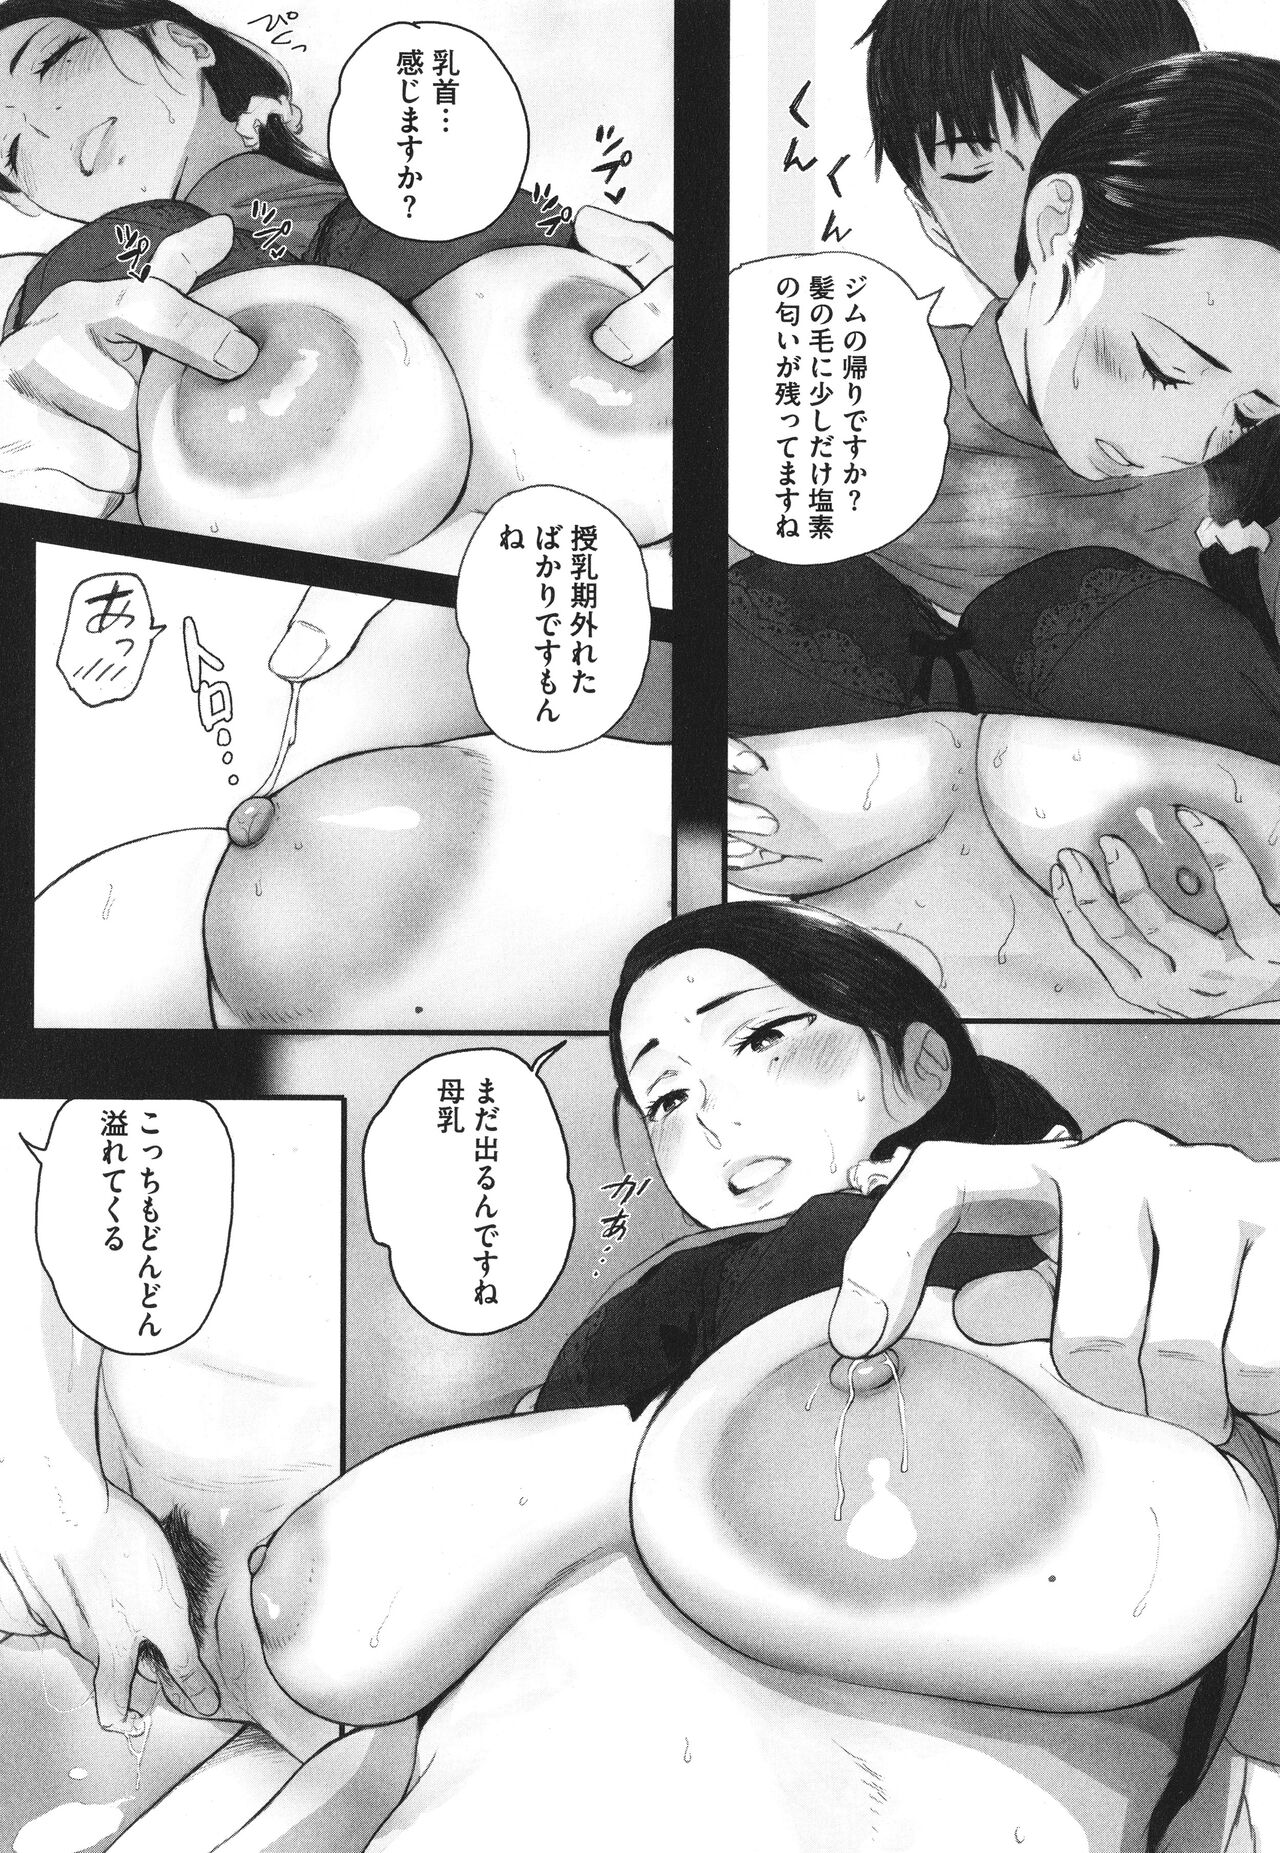 くんくん
ジムの帰りですか?
髪の毛に少しだけ塩素
の匂いが残ってますね
ぴくっ
乳首…
感じますか?
ツプ♥
ツプ♥
ツプ♥
授乳期外れた
ばかりですもん
ね
トロ…
あっ
まだ出るんですね
母乳
かあ…
こっちもどんどん
溢れてくる